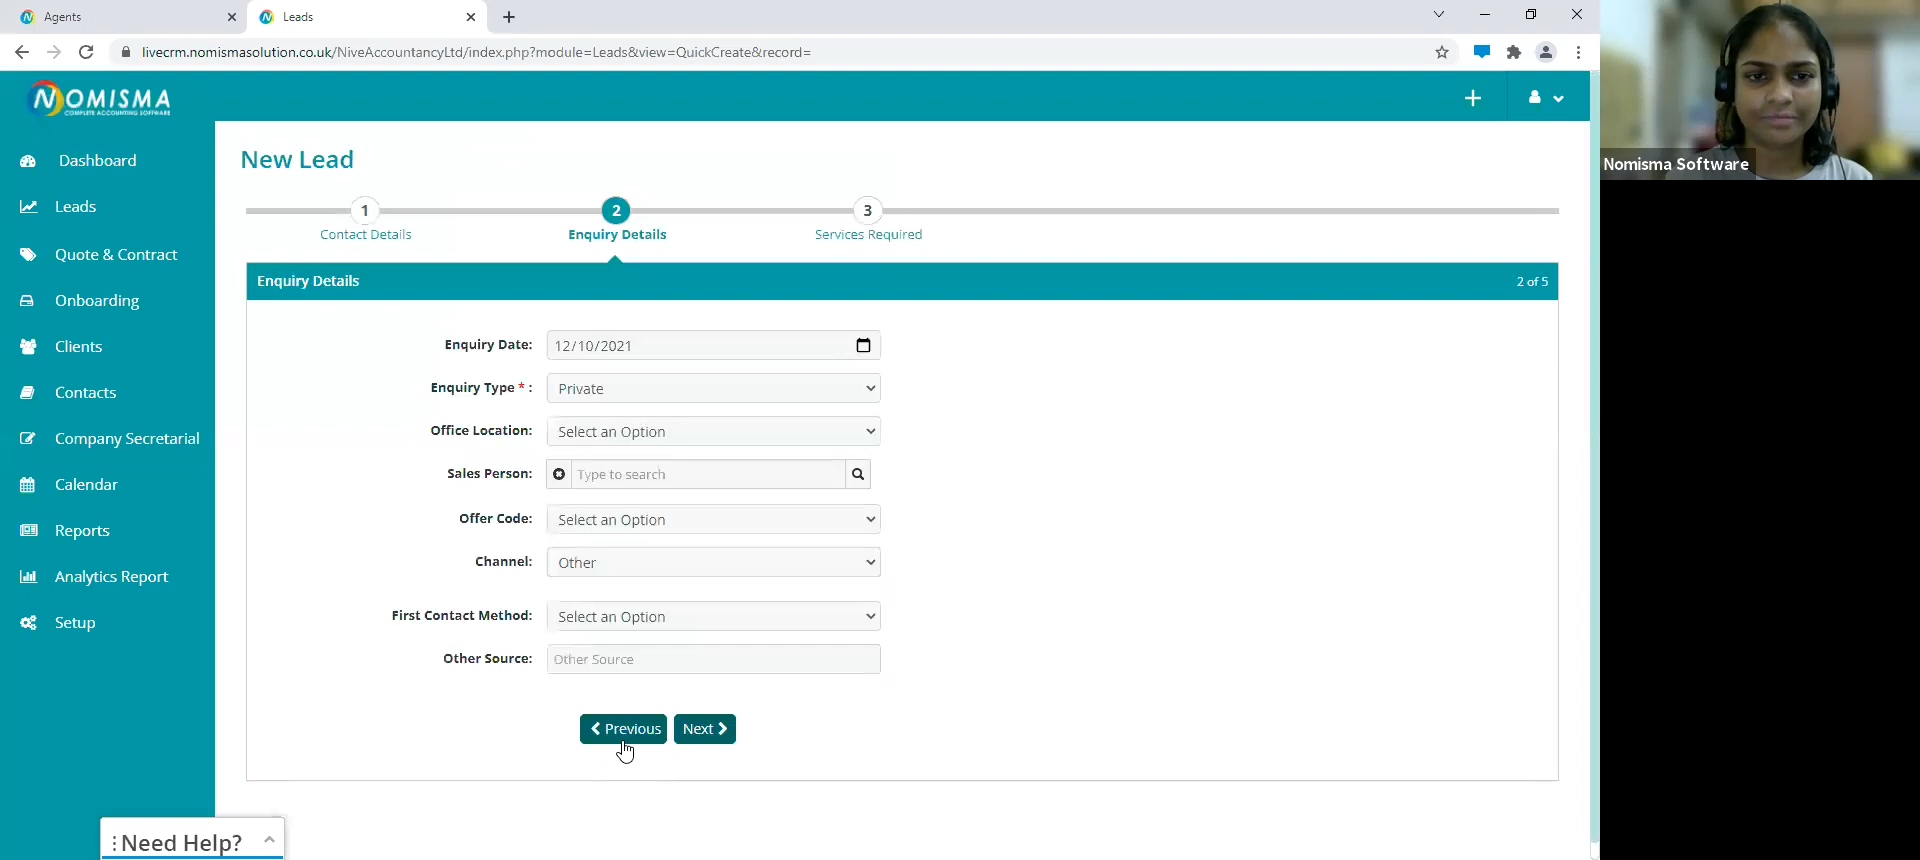 Agents
Leads
livecrm.nomismasolution.co.uk/NiveAccountancyLtd/index.php?module=Leads&view=QuickCreate&record=
NOMISMA
COMPLETE ACCOUNTING SOFTWARE
Nomisma Software
Dashboard
Leads
Quote & Contract
Onboarding
Clients
Contacts
Company Secretarial
Calendar
Reports
Analytics Report
Setup
New Lead
1
2
3
Contact Details
Enquiry Details
Services Required
Enquiry Details
2 of 5
Enquiry Date: 12/10/2021
Enquiry Type * : Private
Office Location: Select an Option
Sales Person: Type to search
Offer Code: Select an Option
Channel: Other
First Contact Method: Select an Option
Other Source: Other Source
Previous
Next
Need Help?